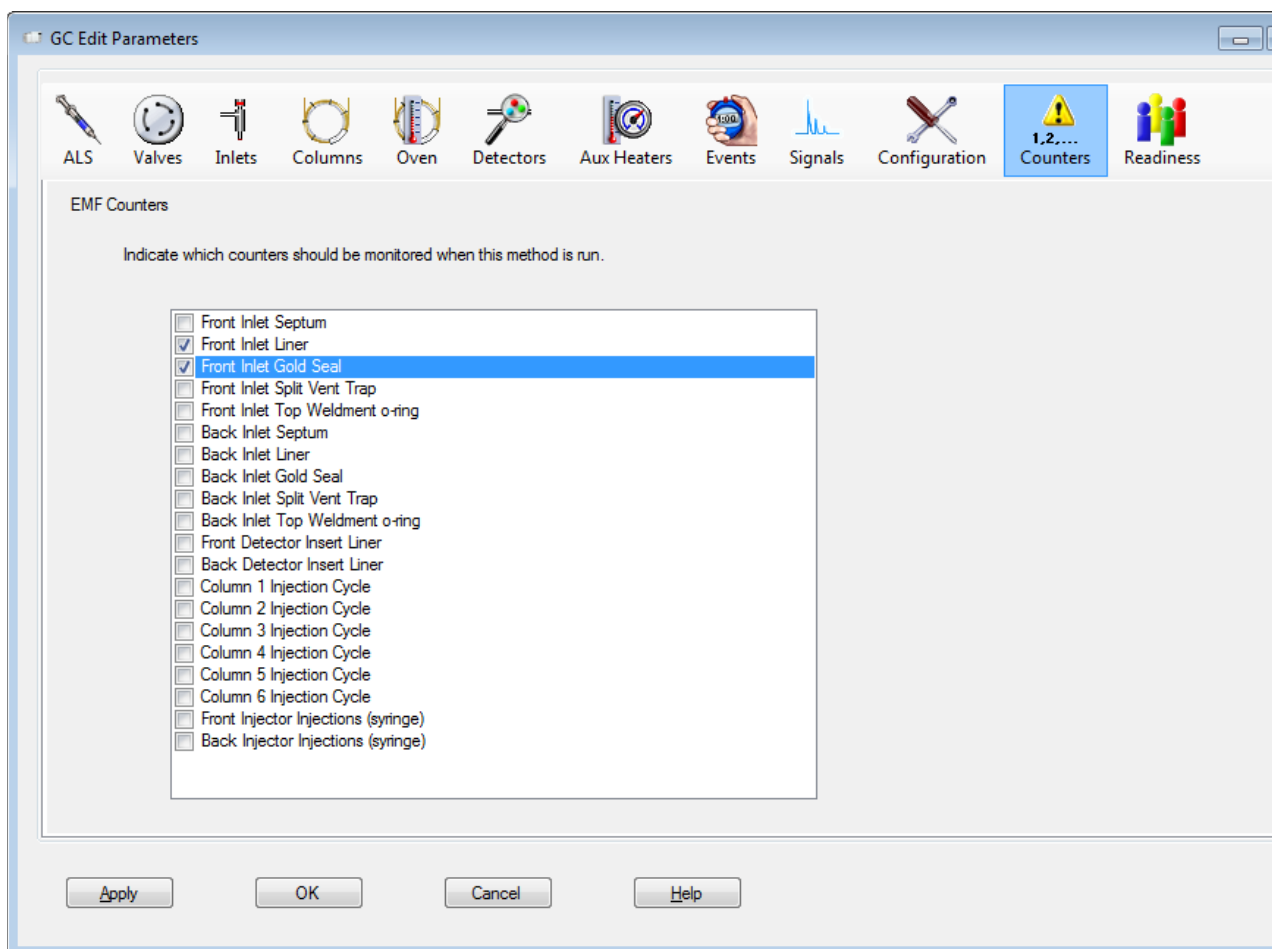 GC Edit Parameters
1:00
1,2,...
ALS Valves Inlets Columns Oven Detectors Aux Heaters Events Signals Configuration Counters Readiness
EMF Counters
Indicate which counters should be monitored when this method is run.
Front Inlet Septum
Front Inlet Liner
Front Inlet Gold Seal
Front Inlet Split Vent Trap
Front Inlet Top Weldment o-ring
Back Inlet Septum
Back Inlet Liner
Back Inlet Gold Seal
Back Inlet Split Vent Trap
Back Inlet Top Weldment o-ring
Front Detector Insert Liner
Back Detector Insert Liner
Column 1 Injection Cycle
Column 2 Injection Cycle
Column 3 Injection Cycle
Column 4 Injection Cycle
Column 5 Injection Cycle
Column 6 Injection Cycle
Front Injector Injections (syringe)
Back Injector Injections (syringe)
Apply OK Cancel Help